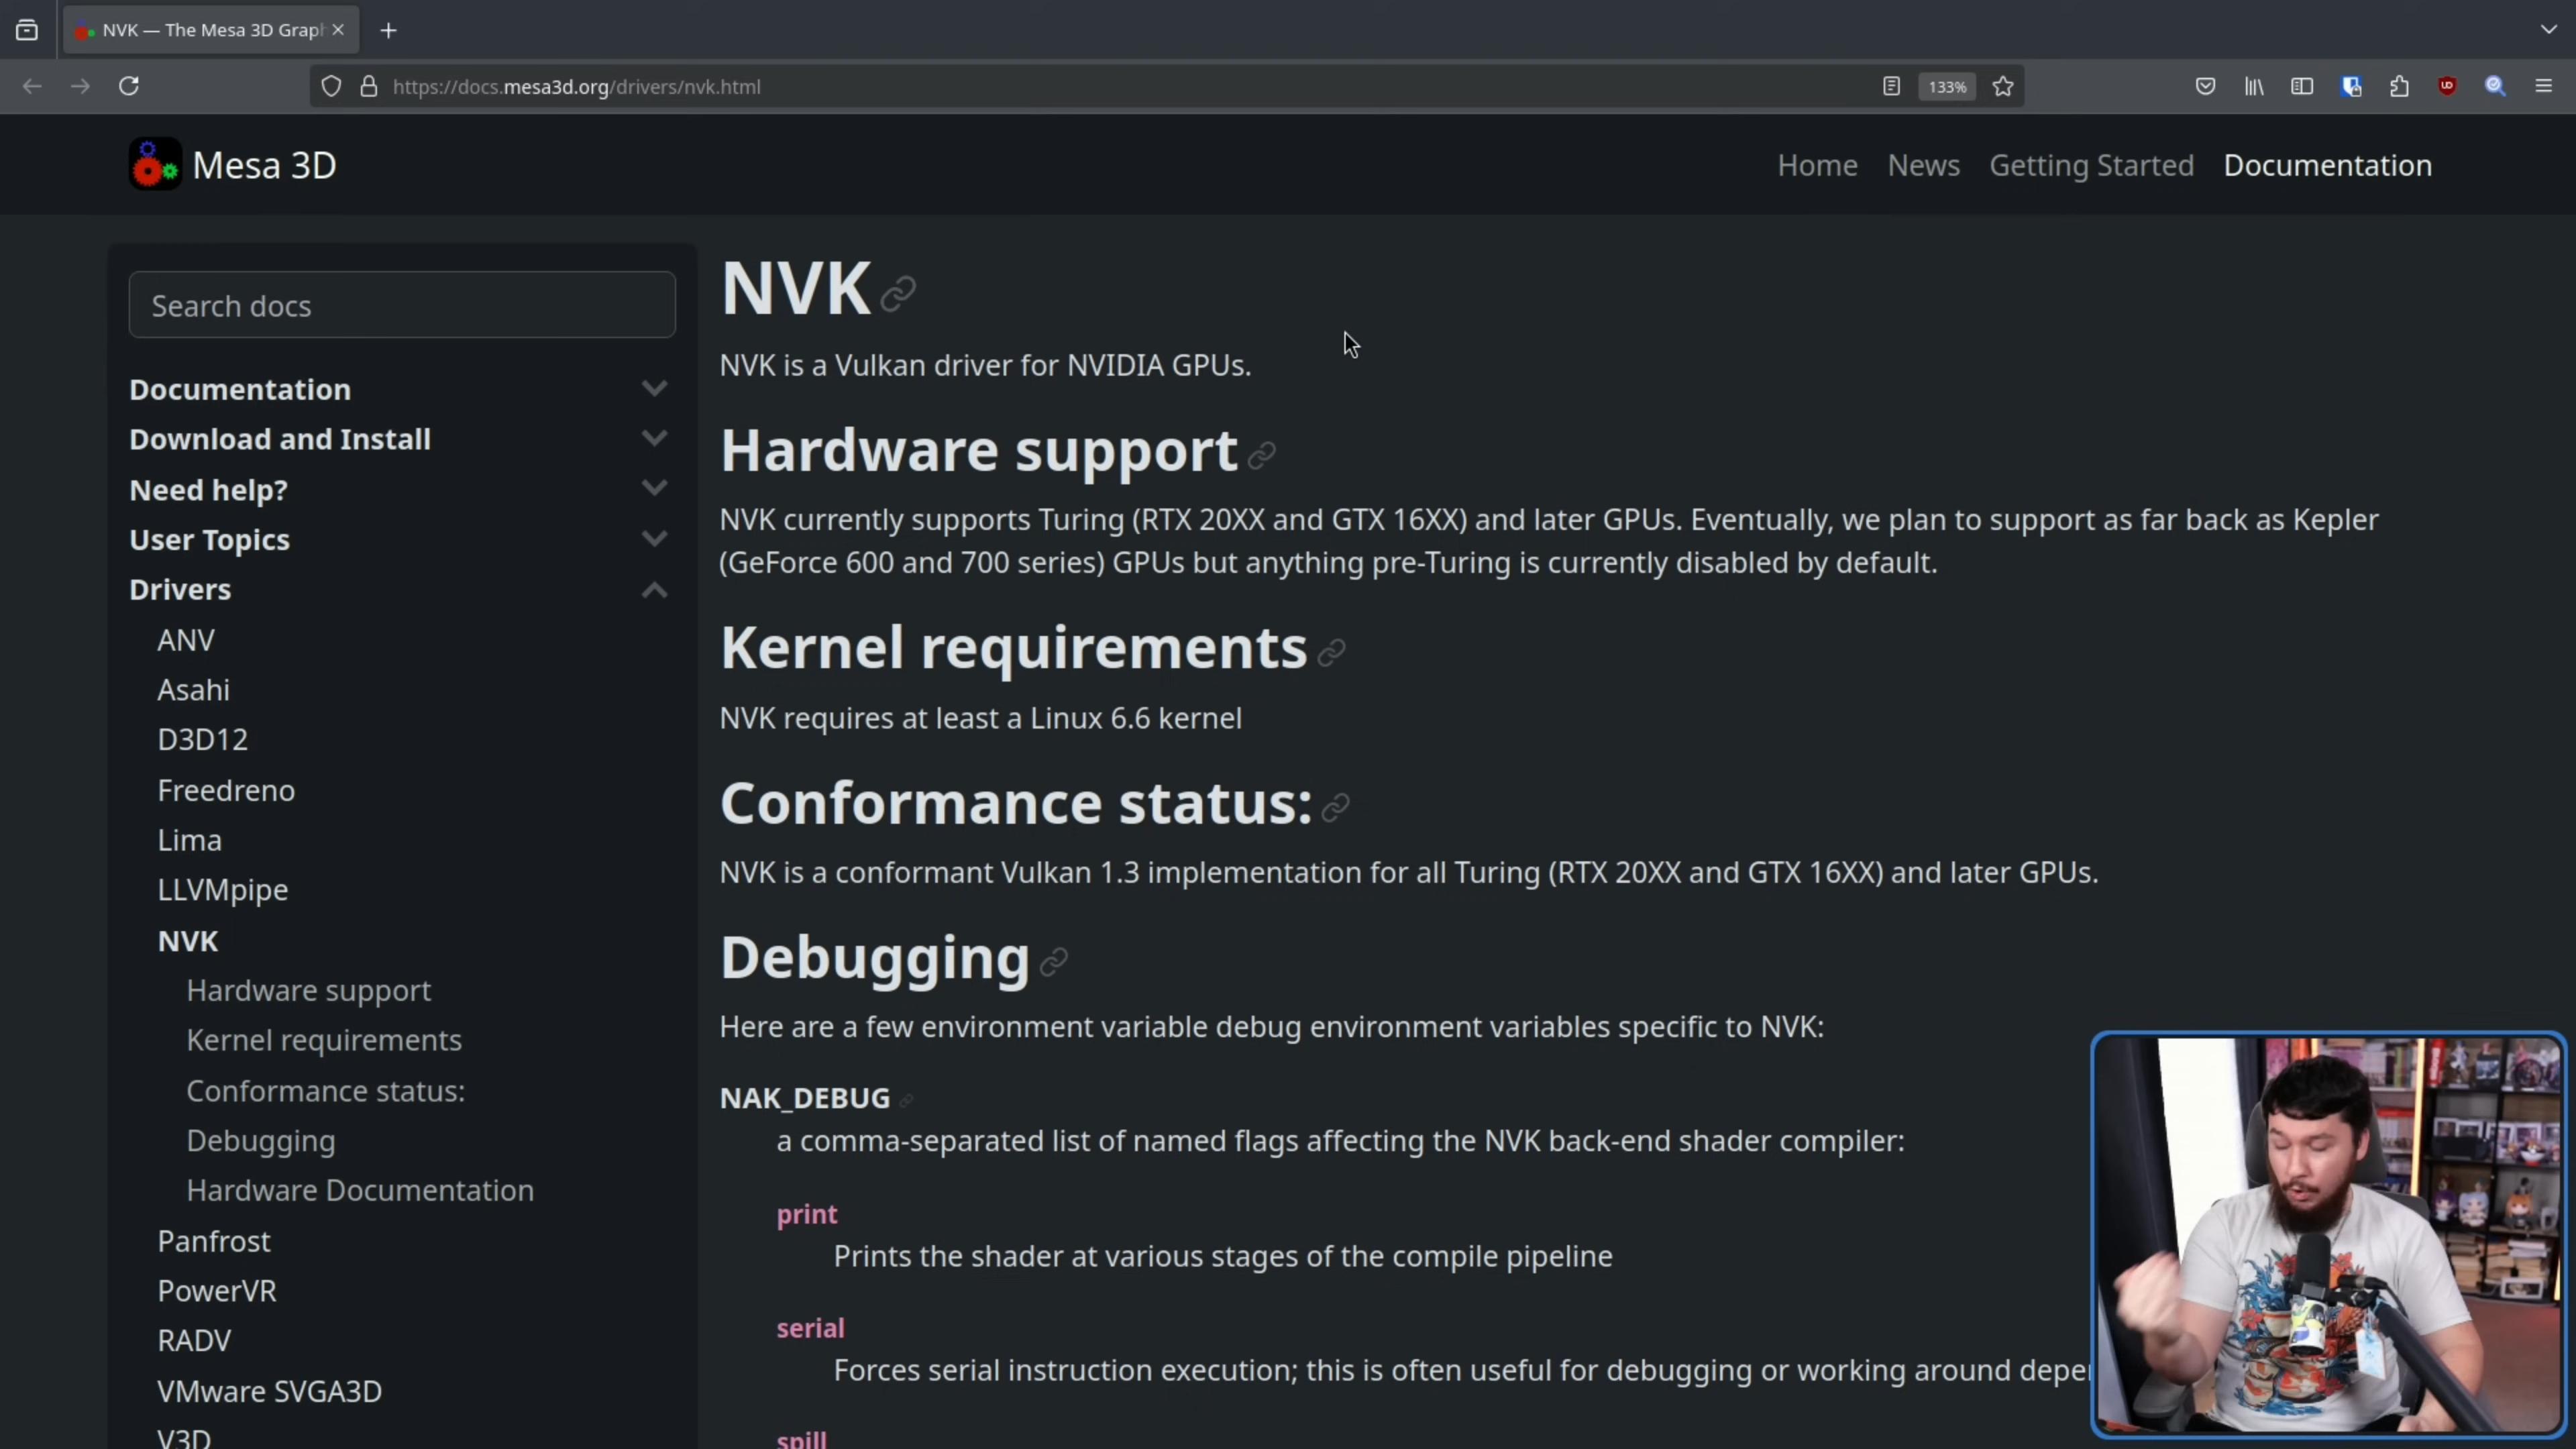 NVK — The Mesa 3D Grap
https://docs.mesa3d.org/drivers/nvk.html
133%
Mesa 3D
Home News Getting Started Documentation
Search docs
Documentation
Download and Install
Need help?
User Topics
Drivers
ANV
Asahi
D3D12
Freedreno
Lima
LLVMpipe
NVK
Hardware support
Kernel requirements
Conformance status:
Debugging
Hardware Documentation
Panfrost
PowerVR
RADV
VMware SVGA3D
V3D
NVK
NVK is a Vulkan driver for NVIDIA GPUs.
Hardware support
NVK currently supports Turing (RTX 20XX and GTX 16XX) and later GPUs. Eventually, we plan to support as far back as Kepler
(GeForce 600 and 700 series) GPUs but anything pre-Turing is currently disabled by default.
Kernel requirements
NVK requires at least a Linux 6.6 kernel
Conformance status:
NVK is a conformant Vulkan 1.3 implementation for all Turing (RTX 20XX and GTX 16XX) and later GPUs.
Debugging
Here are a few environment variable debug environment variables specific to NVK:
NAK_DEBUG
a comma-separated list of named flags affecting the NVK back-end shader compiler:
print
Prints the shader at various stages of the compile pipeline
serial
Forces serial instruction execution; this is often useful for debugging or working around depe
spill